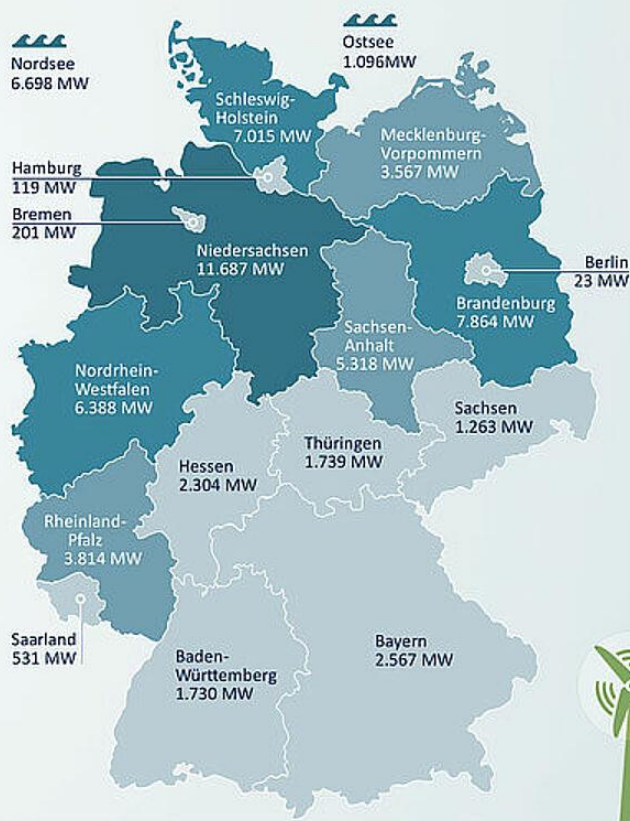 Nordsee
6.698 MW
Ostsee
1.096MW
Schleswig-
Holstein
7.015 MW
Mecklenburg-
Vorpommern
3.567 MW
Hamburg
119 MW
Bremen
201 MW
Niedersachsen
11.687 MW
Berlin
23 MW
Brandenburg
7.864 MW
Sachsen-
Anhalt
5.318 MW
Nordrhein-
Westfalen
6.388 MW
Sachsen
1.263 MW
Thüringen
1.739 MW
Hessen
2.304 MW
Rheinland-
Pfalz
3.814 MW
Saarland
531 MW
Baden-
Württemberg
1.730 MW
Bayern
2.567 MW